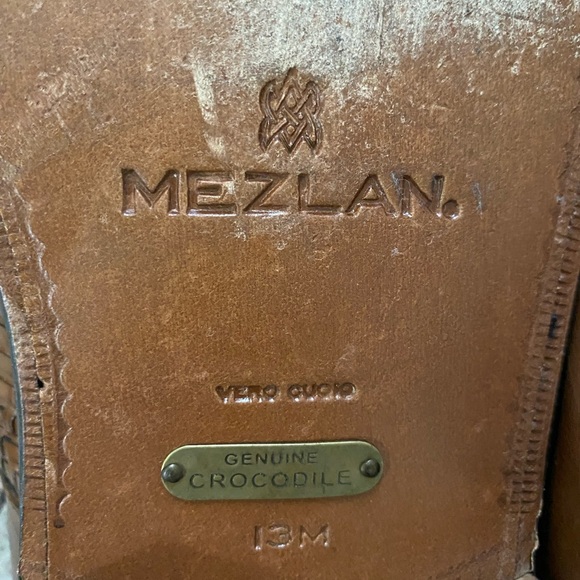 MEZLAN.
VERO CUOIO
GENUINE
CROCODILE
13M